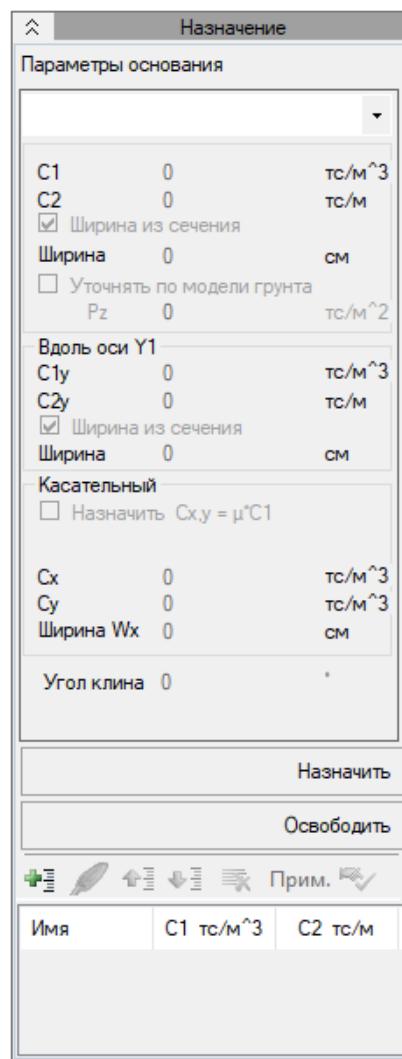 Назначение
Параметры основания
C1 0 тс/м^3
C2 0 тс/м
Ширина из сечения
Ширина 0 см
Уточнять по модели грунта
Pz 0 тс/м^2
Вдоль оси Y1
C1y 0 тс/м^3
C2y 0 тс/м
Ширина из сечения
Ширина 0 см
Касательный
Назначить Cx,y = µ*C1
Cx 0 тс/м^3
Cy 0 тс/м^3
Ширина Wx 0 см
Угол клина 0 °
Назначить
Освободить
Прим.
Имя C1 тс/м^3 C2 тс/м